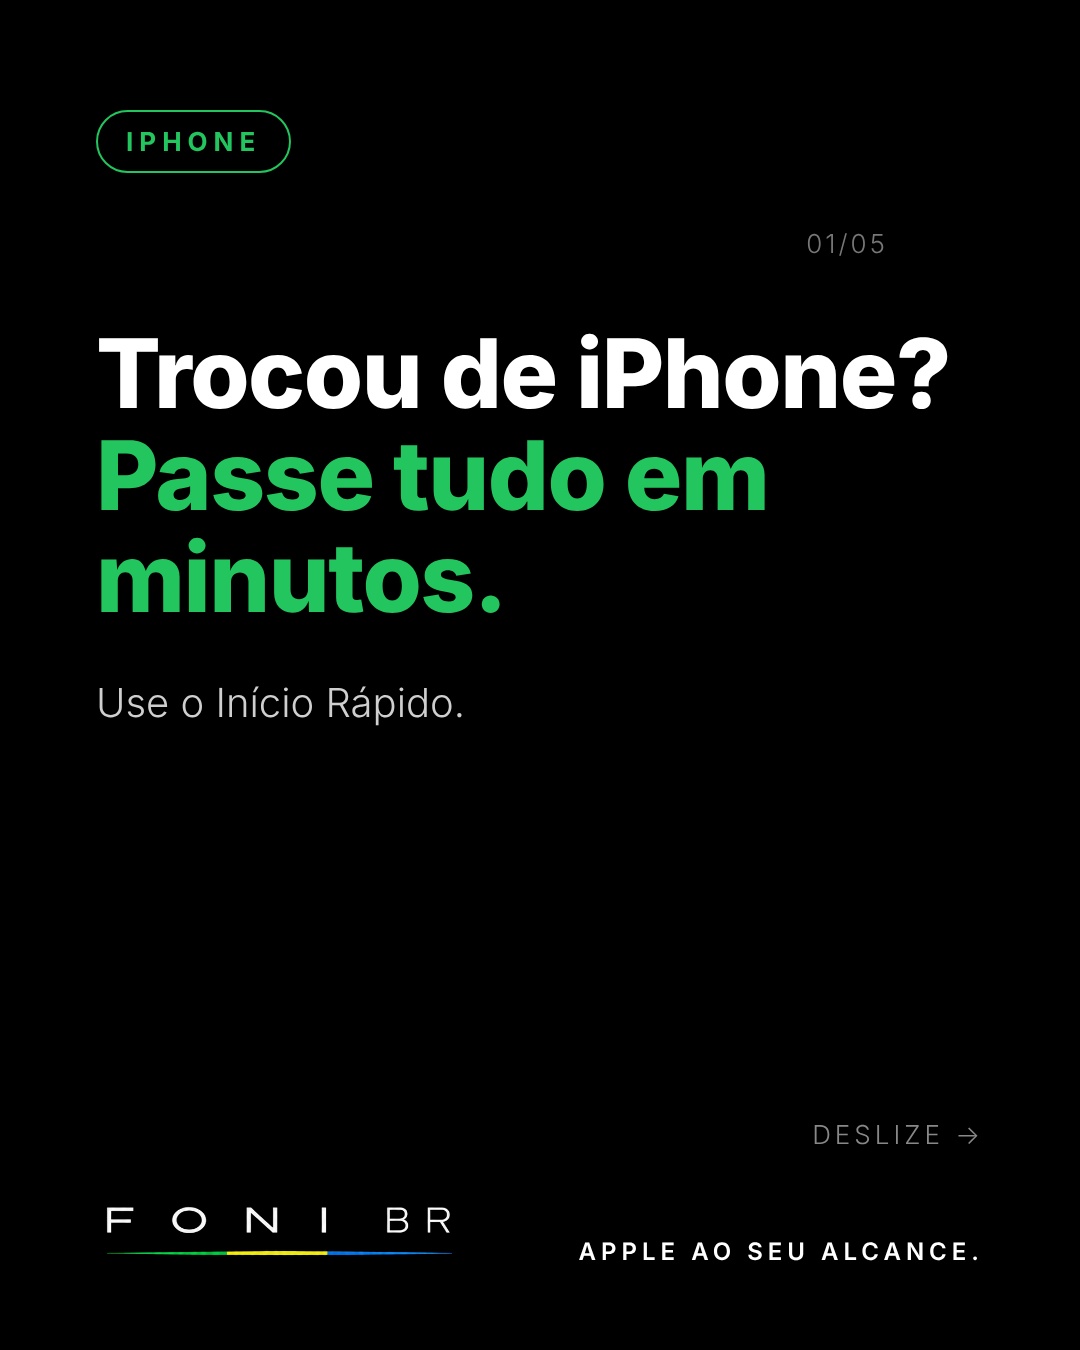 IPHONE
01/05
Trocou de iPhone?
Passe tudo em
minutos.
Use o Início Rápido.
DESLIZE →
FONI BR
APPLE AO SEU ALCANCE.